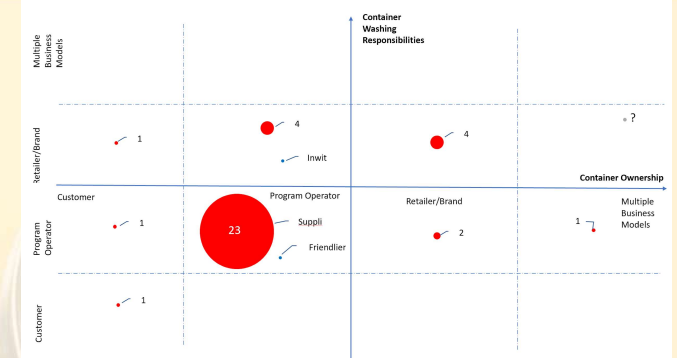 Container
Washing
Responsibilities
Multiple
Business
Models
?
4
4
1
Inwit
Retailer/Brand
Container Ownership
Customer
Program Operator
Retailer/Brand
Multiple
Business
Models
Suppli
1
1
23
2
Program
Operator
Friendlier
1
Customer